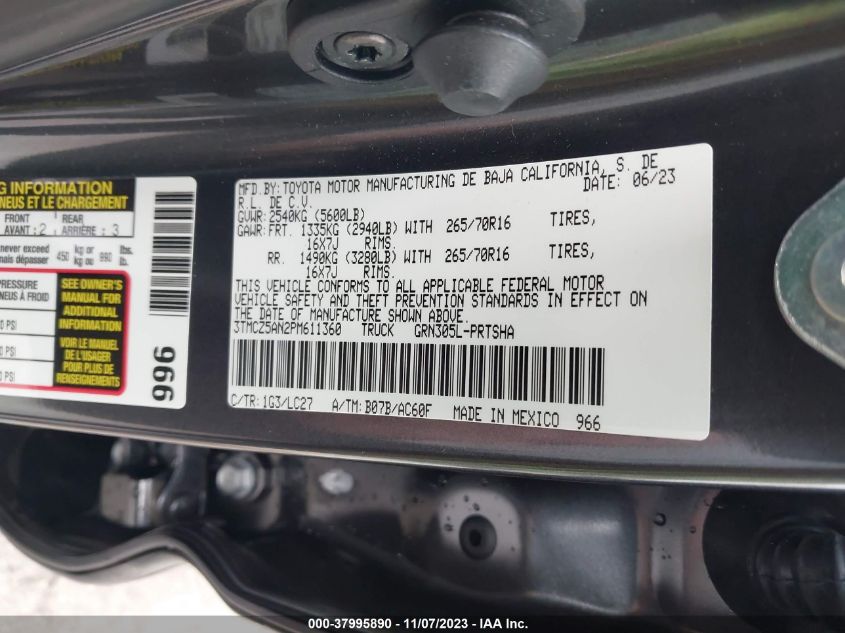 G INFORMATION
NEUS ET LE CHARGEMENT
FRONT
AVANT : 2
REAR
ARRIÈRE : 3
never exceed
mais dépasser
450 kg or kg ou 990 lbs. lb.
PRESSURE
NEUS À FROID
PSI
PSI
SEE OWNER'S
MANUAL FOR
ADDITIONAL
INFORMATION
VOIR LE MANUEL
DE L'USAGER
POUR PLUS DE
RENSEIGNEMENTS
996
MFD.BY:TOYOTA MOTOR MANUFACTURING DE BAJA CALIFORNIA, S. DE
R.L. DE C.V. DATE: 06/23
GVWR:2540KG (5600LB)
GAWR:FRT. 1335KG (2940LB) WITH 265/70R16 TIRES,
16X7J RIMS.
RR. 1490KG (3280LB) WITH 265/70R16 TIRES,
16X7J RIMS.
THIS VEHICLE CONFORMS TO ALL APPLICABLE FEDERAL MOTOR
VEHICLE SAFETY AND THEFT PREVENTION STANDARDS IN EFFECT ON
THE DATE OF MANUFACTURE SHOWN ABOVE.
3TMCZ5AN2PM611360 TRUCK GRN305L-PRTSHA
C/TR: 1G3/LC27 A/TM: B07B/AC60F MADE IN MEXICO 966
000-37995890 - 11/07/2023 - IAA Inc.